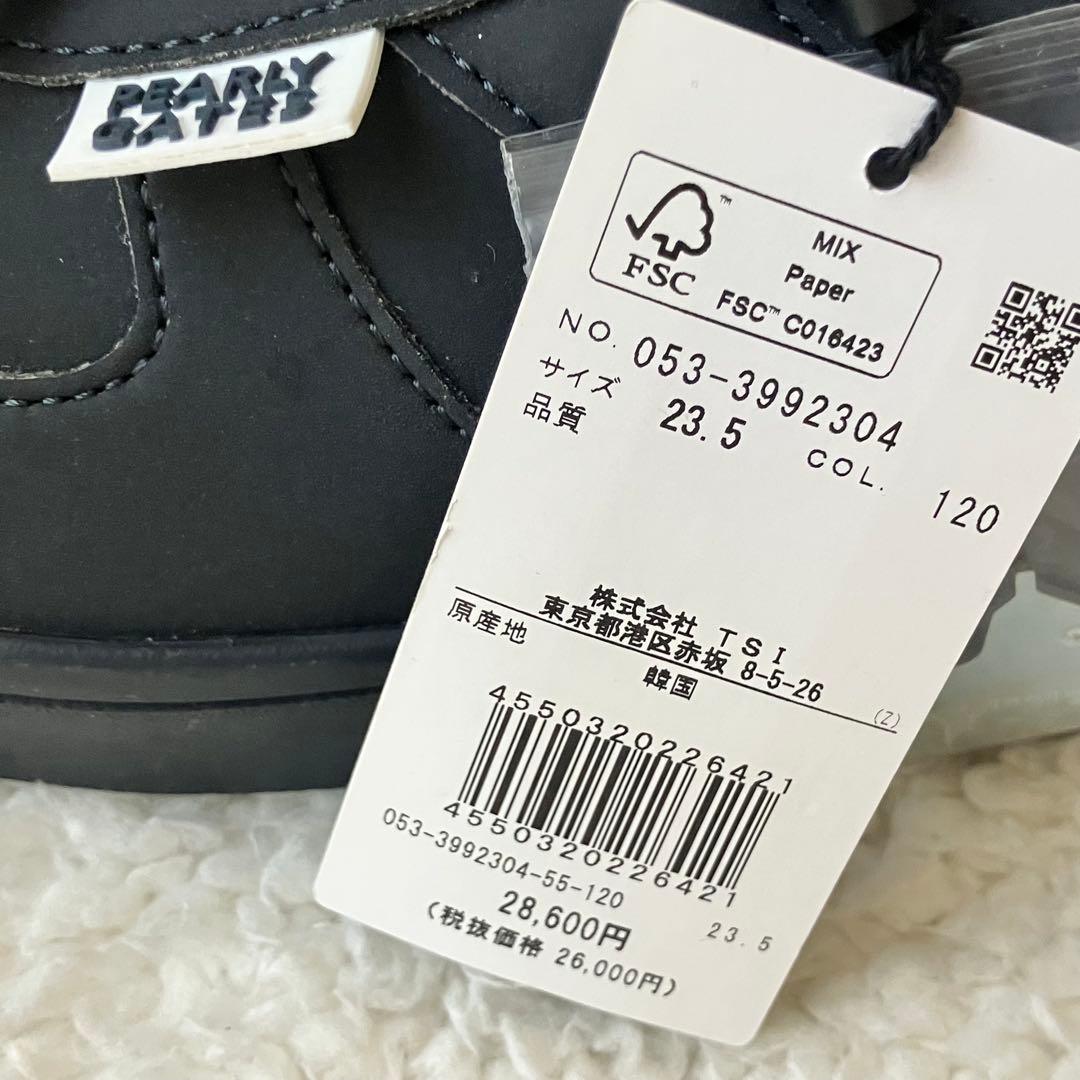 PEARLY
GATES
FSC™
MIX
Paper
FSC™ C016423
NO. 053-3992304
サイズ 23.5 COL. 120
品質
株式会社 TSI
東京都港区赤坂 8-5-26
(Z)
原産地 韓国
4550320226421
4550320226421
053-3992304-55-120 23.5
28,600円
(税抜価格 26,000円)